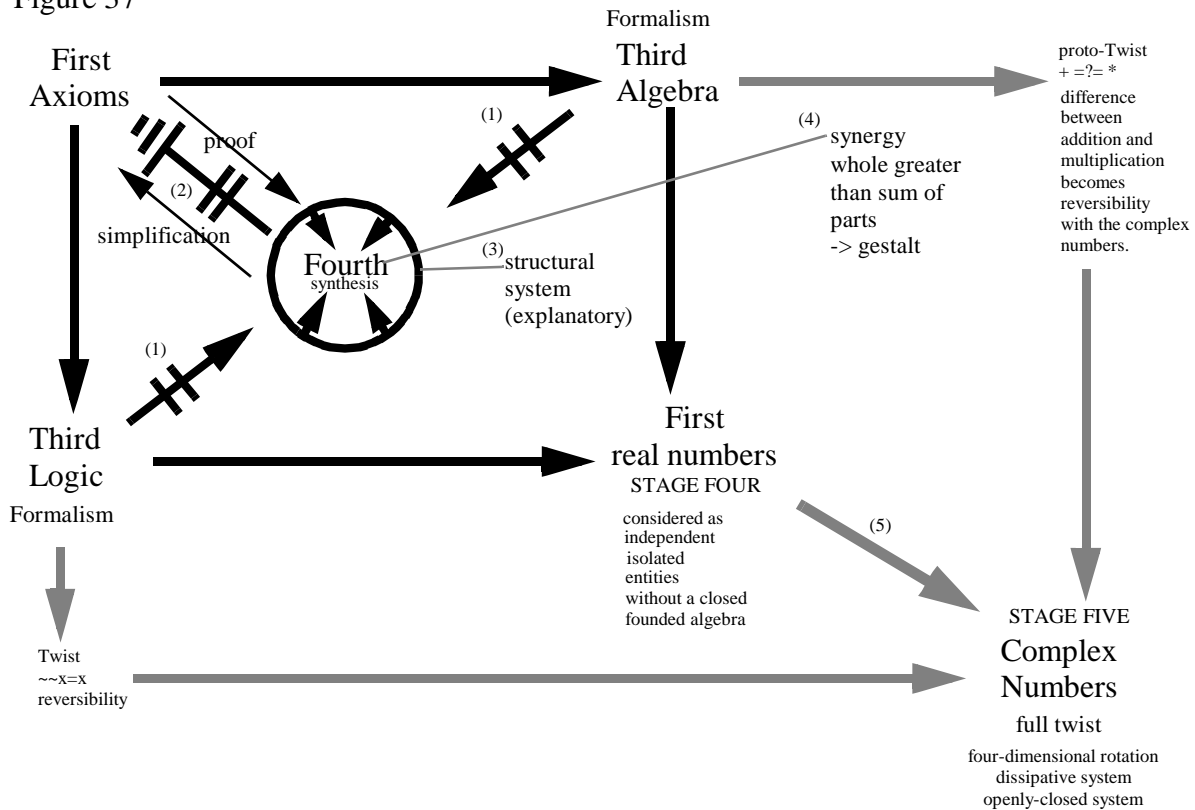 Figure 37
Formalism
First
Axioms
Third
Algebra
proto-Twist
+ =?= *
difference
between
addition and
multiplication
becomes
reversibility
with the complex
numbers.
(1)
(4)
proof
synergy
whole greater
than sum of
parts
-> gestalt
(2)
simplification
(3)
structural
system
(explanatory)
Fourth
synthesis
(1)
Third
Logic
Formalism
First
real numbers
STAGE FOUR
considered as
independent
isolated
entities
without a closed
founded algebra
(5)
Twist
~~x=x
reversibility
STAGE FIVE
Complex
Numbers
full twist
four-dimensional rotation
dissipative system
openly-closed system